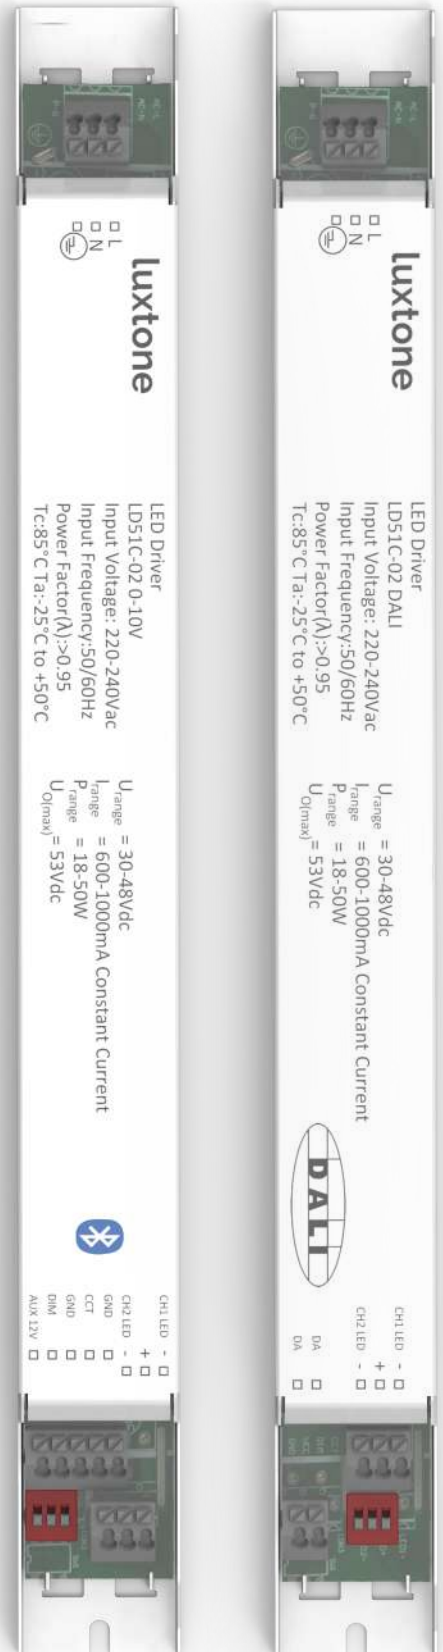 L
N
luxtone
LED Driver
LD51C-02 0-10V
Input Voltage: 220-240Vac
Input Frequency:50/60Hz
Power Factor(λ):>0.95
Tc:85°C Ta:-25°C to +50°C
Urange = 30-48Vdc
Irange = 600-1000mA Constant Current
Prange = 18-50W
UO(max) = 53Vdc
CH1 LED -
+
CH2 LED -
GND
CCT
GND
DIM
AUX 12V
L
N
luxtone
LED Driver
LD51C-02 DALI
Input Voltage: 220-240Vac
Input Frequency:50/60Hz
Power Factor(λ):>0.95
Tc:85°C Ta:-25°C to +50°C
Urange = 30-48Vdc
Irange = 600-1000mA Constant Current
Prange = 18-50W
UO(max) = 53Vdc
DALI
CH1 LED -
+
CH2 LED -
DA
DA